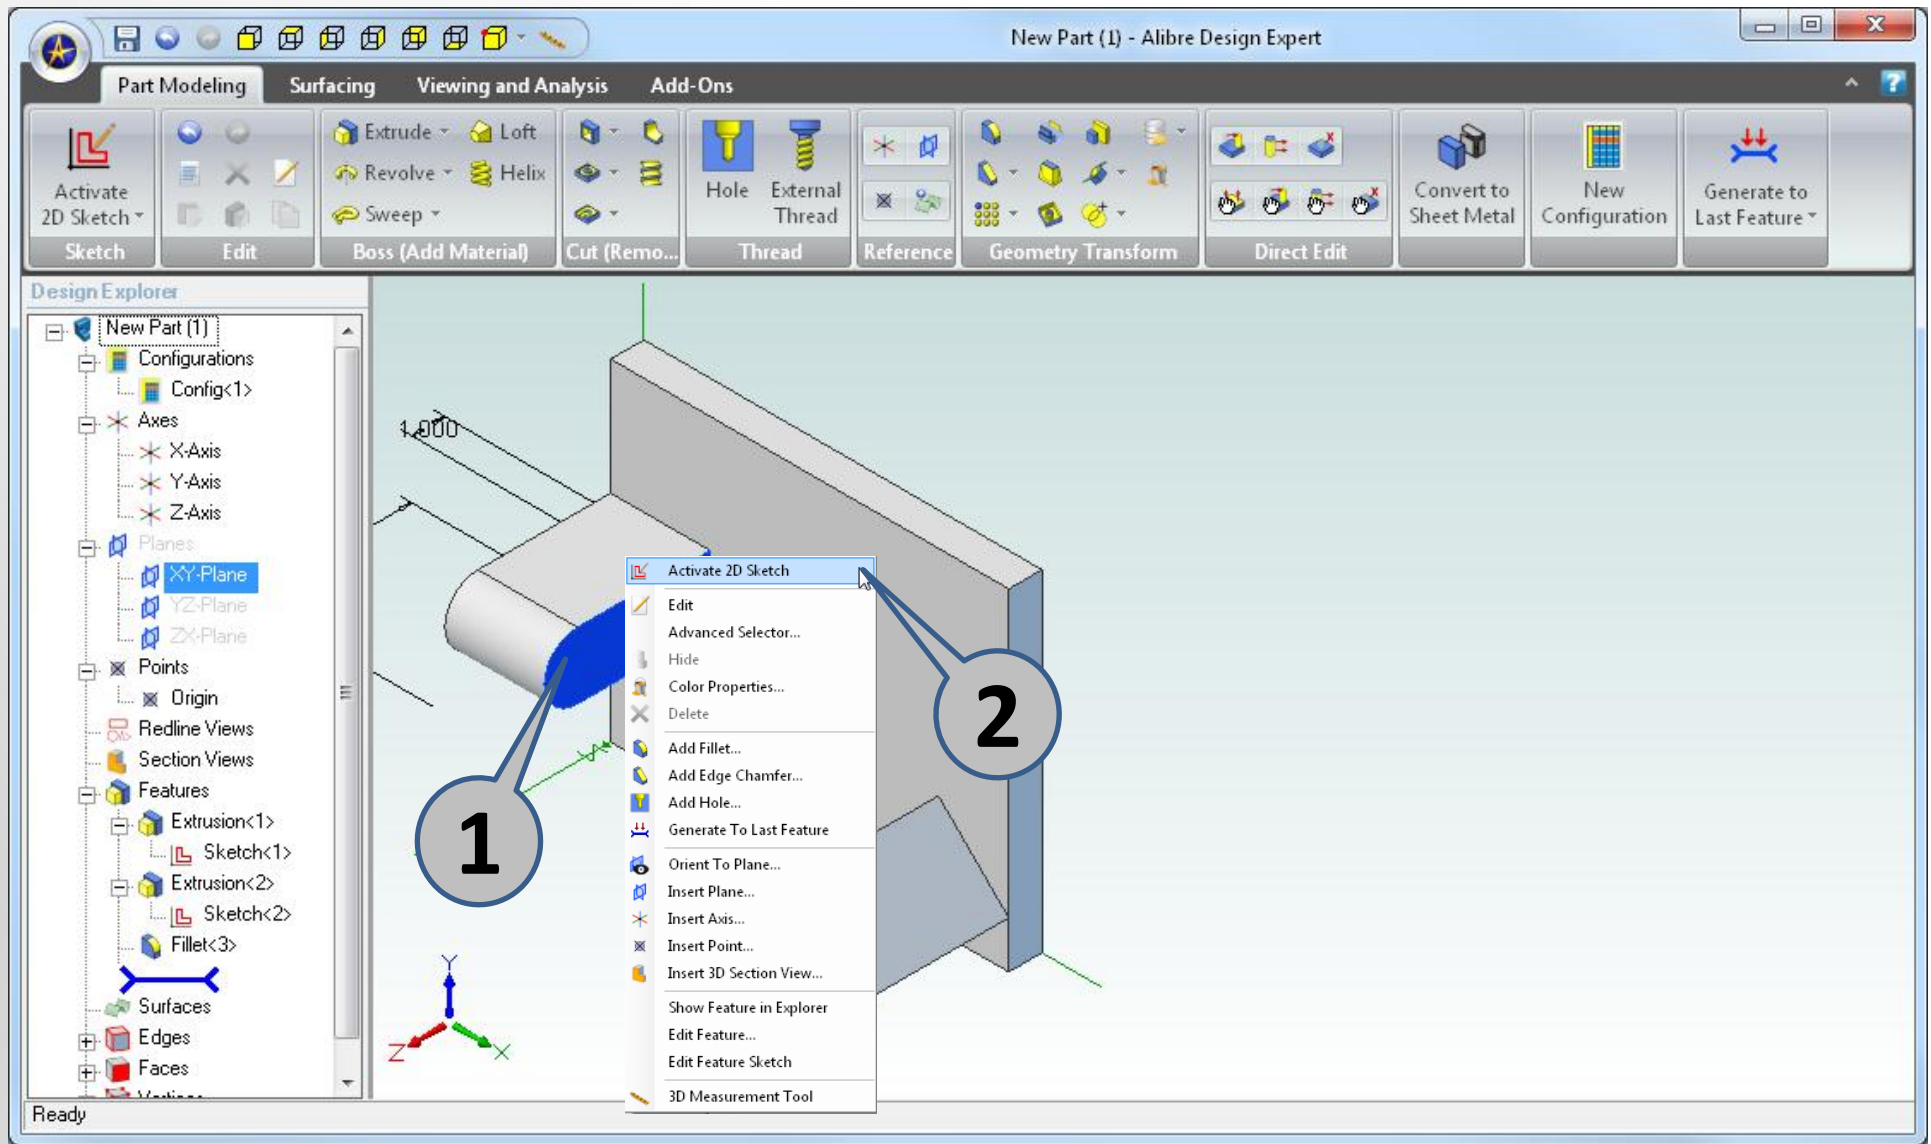 New Part (1) - Alibre Design Expert
Part Modeling Surfacing Viewing and Analysis Add-Ons
Activate
2D Sketch
Sketch
Edit
Extrude Loft
Revolve Helix
Sweep
Boss (Add Material)
Cut (Remo...
Hole
External
Thread
Thread
Reference
Geometry Transform
Direct Edit
Convert to
Sheet Metal
New
Configuration
Generate to
Last Feature
Design Explorer
New Part (1)
Configurations
Config<1>
Axes
X-Axis
Y-Axis
Z-Axis
Planes
XY-Plane
YZ-Plane
ZX-Plane
Points
Origin
Redline Views
Section Views
Features
Extrusion<1>
Sketch<1>
Extrusion<2>
Sketch<2>
Fillet<3>
Surfaces
Edges
Faces
1.000
Activate 2D Sketch
Edit
Advanced Selector...
Hide
Color Properties...
Delete
Add Fillet...
Add Edge Chamfer...
Add Hole...
Generate To Last Feature
Orient To Plane...
Insert Plane...
Insert Axis...
Insert Point...
Insert 3D Section View...
Show Feature in Explorer
Edit Feature...
Edit Feature Sketch
3D Measurement Tool
1
2
Y
Z
X
Ready